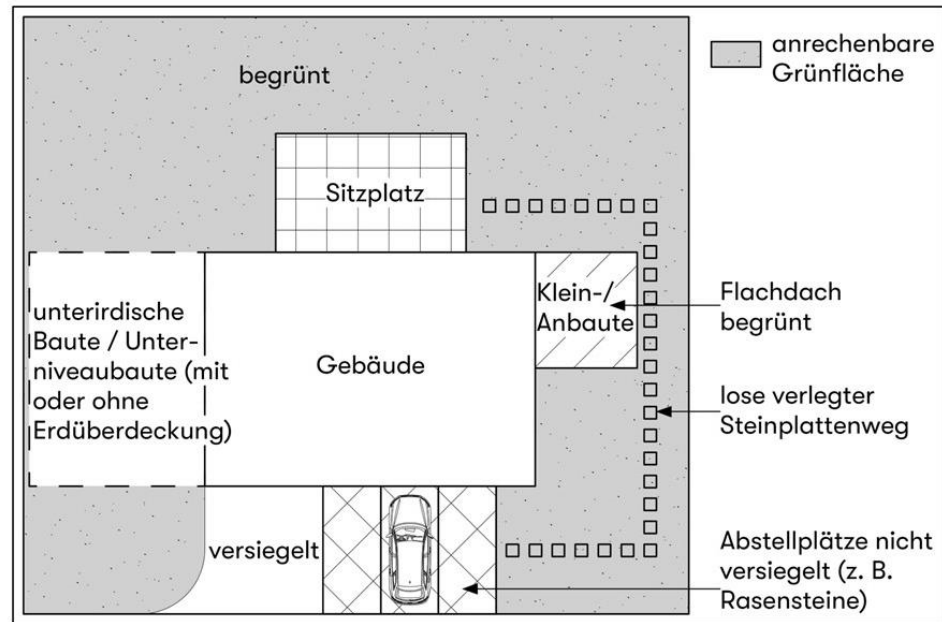 begrünt
anrechenbare
Grünfläche
Sitzplatz
unterirdische
Baute / Unter-
niveaubaute (mit
oder ohne
Erdüberdeckung)
Gebäude
Klein-/
Anbaute
Flachdach
begrünt
lose verlegter
Steinplattenweg
versiegelt
Abstellplätze nicht
versiegelt (z. B.
Rasensteine)